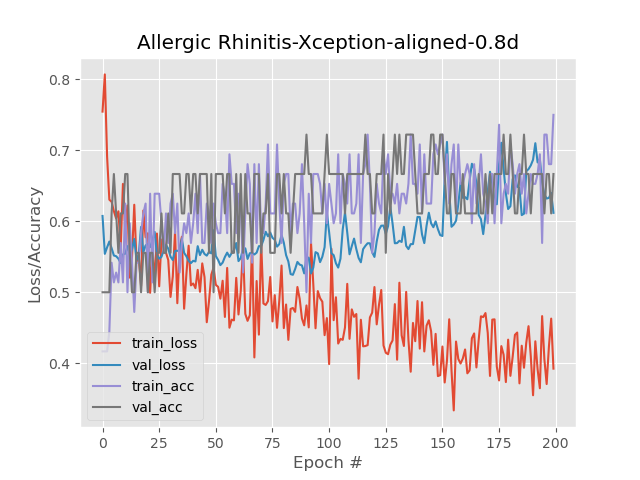 Allergic Rhinitis-Xception-aligned-0.8d
Loss/Accuracy
0.8
0.7
0.6
0.5
0.4
train_loss
val_loss
train_acc
val_acc
0 25 50 75 100 125 150 175 200
Epoch #